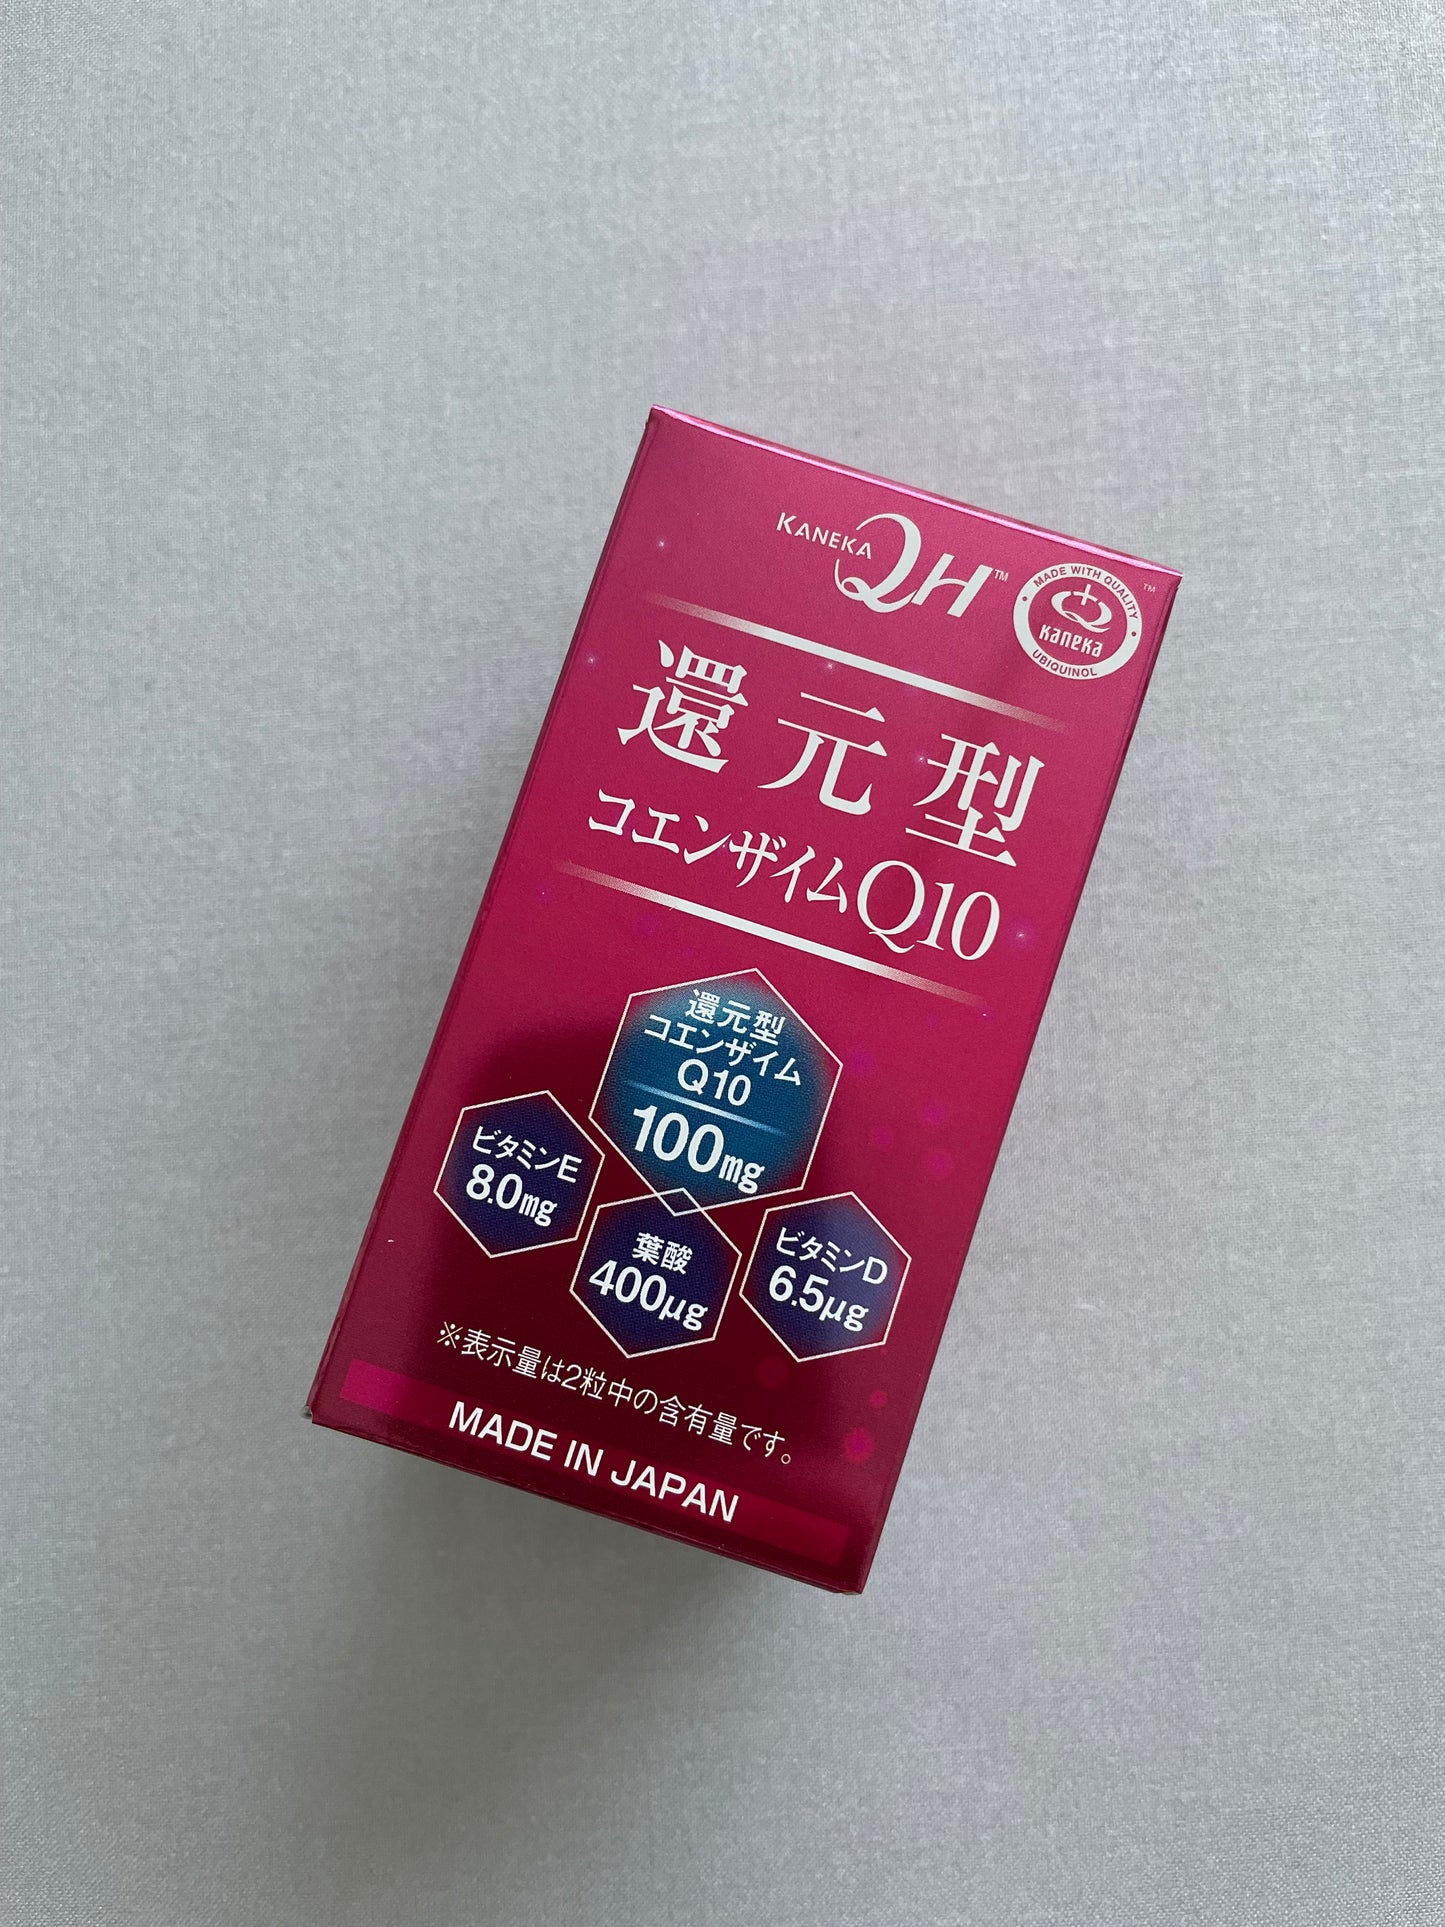 KANEKA QH™
MADE WITH QUALITY
Kaneka
UBIQUINOL
™
還元型
コエンザイムQ10
還元型
コエンザイム
Q10
100mg
ビタミンE
8.0mg
葉酸
400μg
ビタミンD
6.5μg
※表示量は2粒中の含有量です。
MADE IN JAPAN